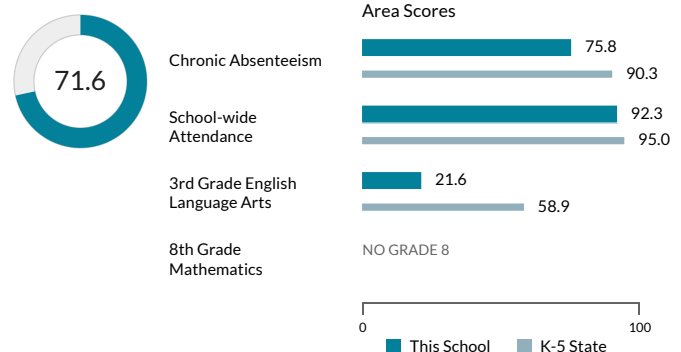 Area Scores
71.6
Chronic Absenteeism
75.8
90.3
School-wide
Attendance
92.3
95.0
3rd Grade English
Language Arts
21.6
58.9
8th Grade
Mathematics
NO GRADE 8
0
100
This School
K-5 State